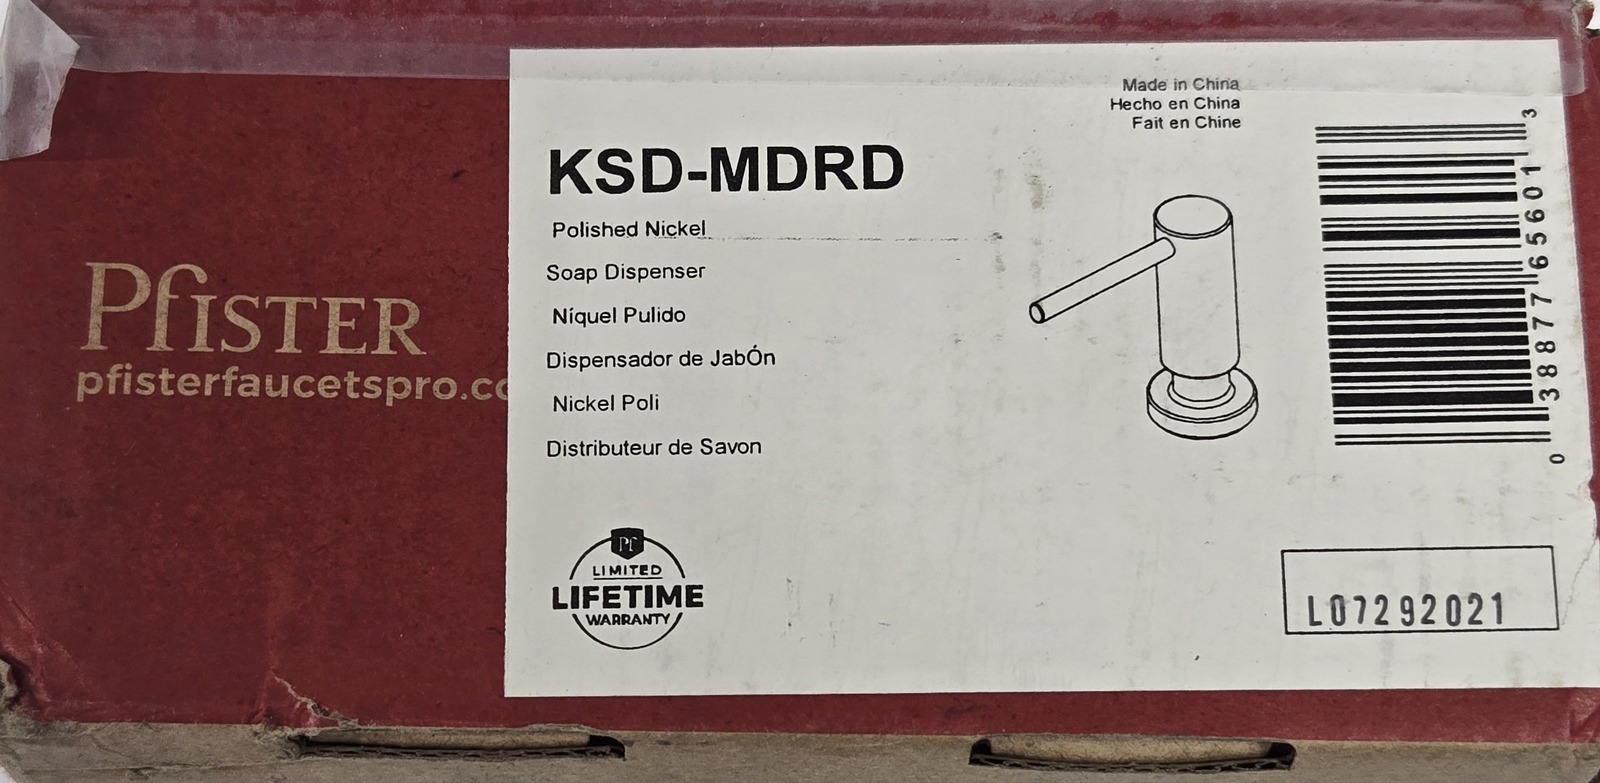 Pfister
pfisterfaucetspro.co
KSD-MDRD
Polished Nickel
Soap Dispenser
Níquel Pulido
Dispensador de JabÓn
Nickel Poli
Distributeur de Savon
Pf
LIMITED
LIFETIME
WARRANTY
Made in China
Hecho en China
Fait en Chine
0 38877 65601 3
L07292021